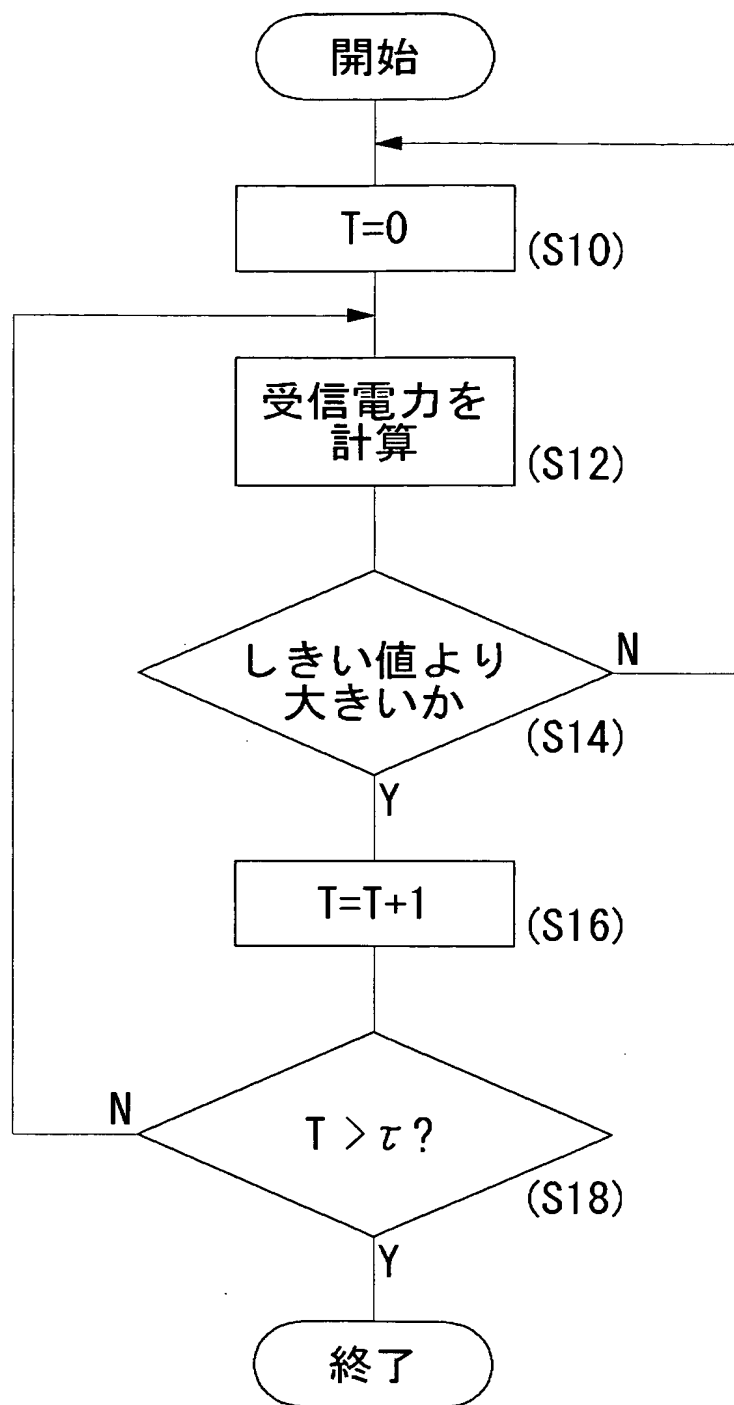 開始
T=0
(S10)
受信電力を
計算
(S12)
しきい値より
大きいか
N
(S14)
Y
T=T+1
(S16)
N
T>τ?
(S18)
Y
終了